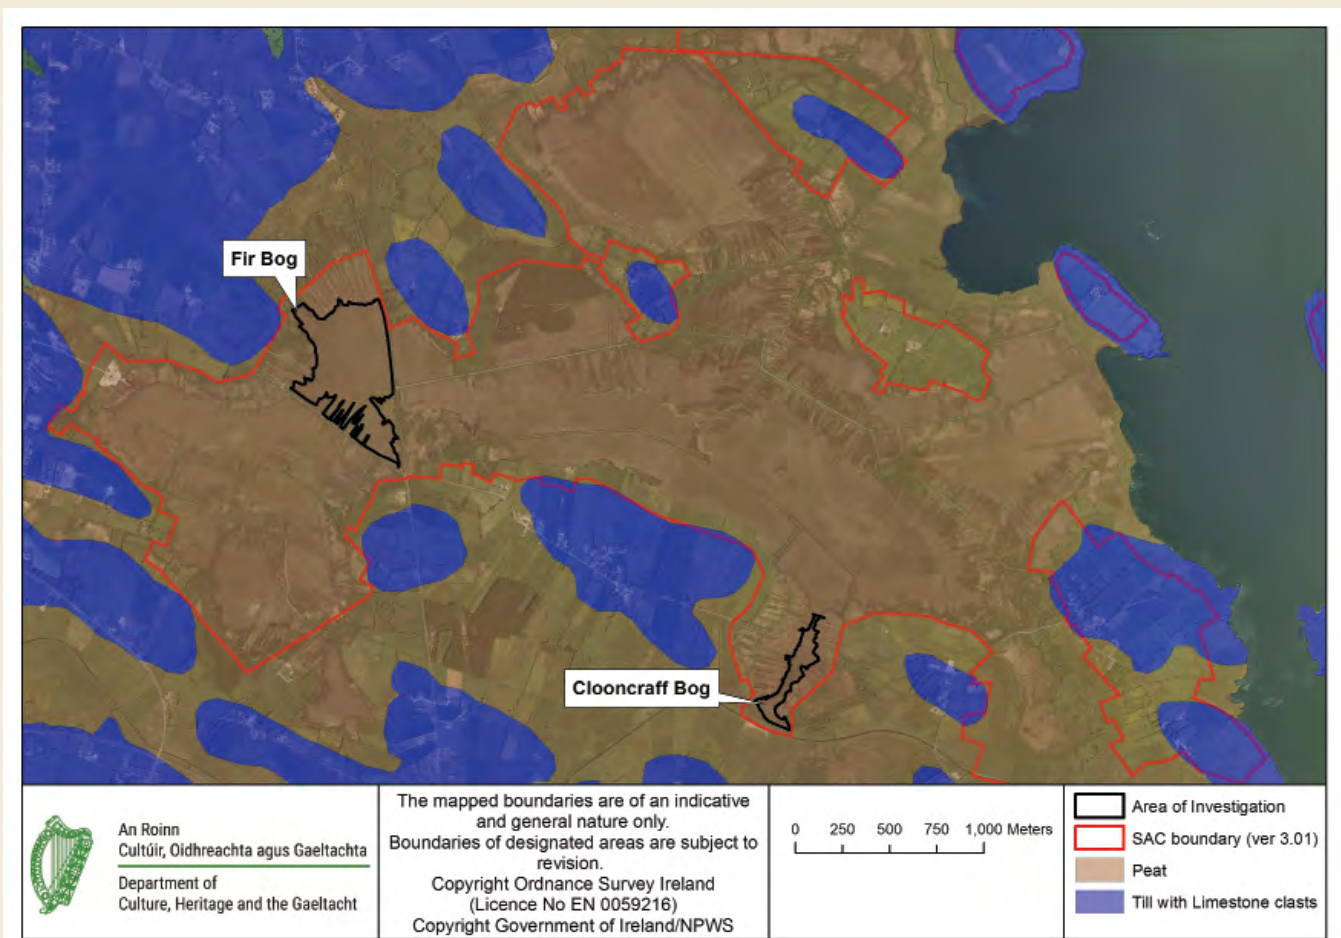 Fir Bog
Clooncraff Bog
An Roinn
Cultúir, Oidhreachta agus Gaeltachta
Department of
Culture, Heritage and the Gaeltacht
The mapped boundaries are of an indicative
and general nature only.
Boundaries of designated areas are subject to
revision.
Copyright Ordnance Survey Ireland
(Licence No EN 0059216)
Copyright Government of Ireland/NPWS
0 250 500 750 1,000 Meters
Area of Investigation
SAC boundary (ver 3.01)
Peat
Till with Limestone clasts